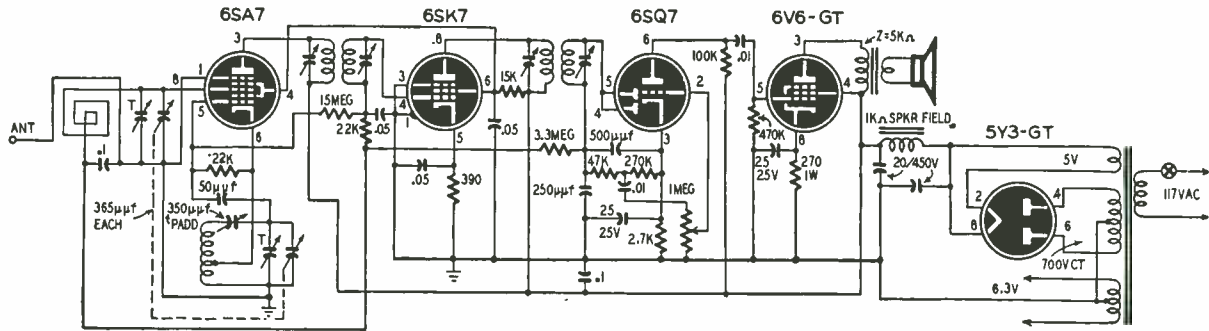 6SA7
6SK7
6SQ7
6V6-GT
Z=5KΩ
3
8
1
5
4
6
ANT
T
.1
.22K
50μμf
365μμf
EACH
350μμf
PADD
T
15MEG
22K
.05
.8
3
4
1
6
5
15K
.05
.05
390
3.3MEG
6
5
4
2
3
500μμf
47K
270K
.01
250μμf
25
25V
1MEG
2.7K
.1
100K
.01
3
5
4
8
470K
25
25V
270
1W
1KΩ SPKR FIELD
20/450V
5Y3-GT
5V
2
8
4
6
700VCT
6.3V
117VAC